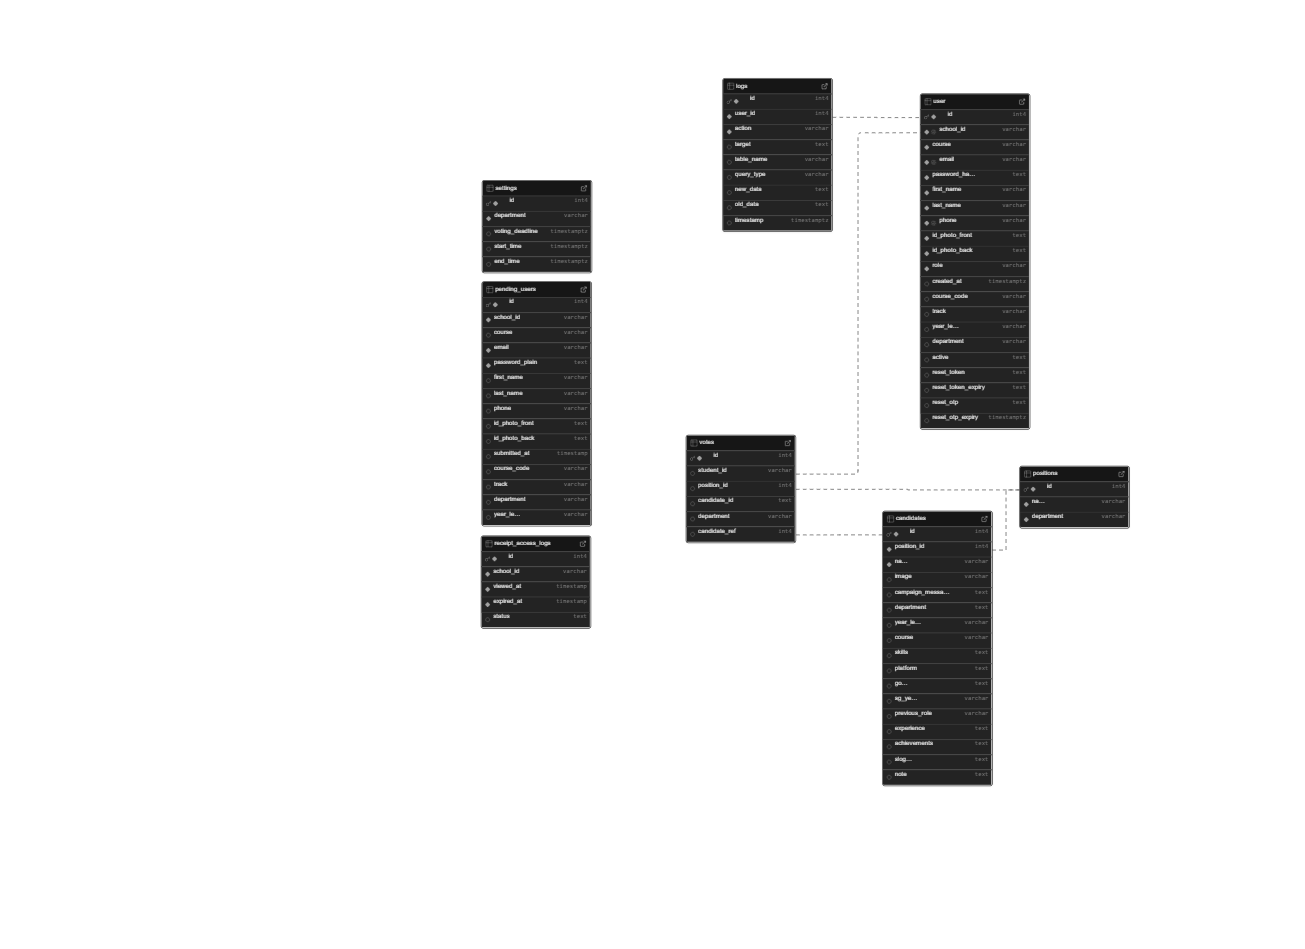 logs
id int4
user_id int4
action varchar
target text
table_name varchar
query_type varchar
new_data text
old_data text
timestamp timestamptz
user
id int4
school_id varchar
course varchar
email varchar
password_ha... text
first_name varchar
last_name varchar
phone varchar
id_photo_front text
id_photo_back text
role varchar
created_at timestamptz
course_code varchar
track varchar
year_le... varchar
department varchar
active text
reset_token text
reset_token_expiry text
reset_otp text
reset_otp_expiry timestamptz
settings
id int4
department varchar
voting_deadline timestamptz
start_time timestamptz
end_time timestamptz
pending_users
id int4
school_id varchar
course varchar
email varchar
password_plain text
first_name varchar
last_name varchar
phone varchar
id_photo_front text
id_photo_back text
submitted_at timestamp
course_code varchar
track varchar
department varchar
year_le... varchar
receipt_access_logs
id int4
school_id varchar
viewed_at timestamp
expired_at timestamp
status text
votes
id int4
student_id varchar
position_id int4
candidate_id text
department varchar
candidate_ref int4
positions
id int4
na... varchar
department varchar
candidates
id int4
position_id int4
na... varchar
image varchar
campaign_messa... text
department text
year_le... varchar
course varchar
skills text
platform text
go... text
sg_ye... varchar
previous_role varchar
experience text
achievements text
slog... text
note text